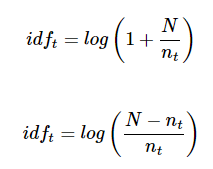 idf_t = log(1 + N/n_t)
idf_t = log((N − n_t)/n_t)